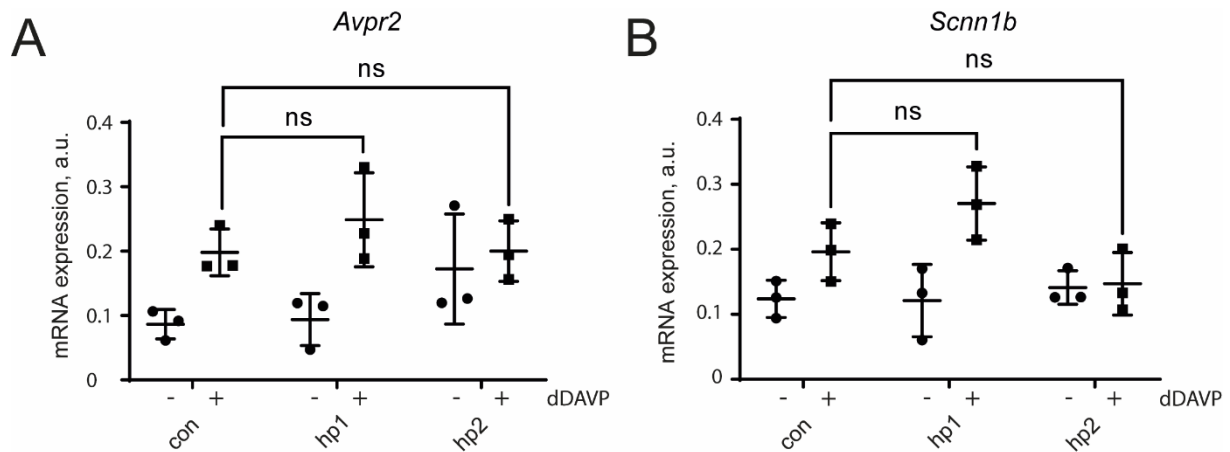 A
Avpr2
ns
ns
mRNA expression, a.u.
0.4
0.3
0.2
0.1
0
- + - + - + dDAVP
con hp1 hp2
B
Scnn1b
ns
ns
mRNA expression, a.u.
0.4
0.3
0.2
0.1
0
- + - + - + dDAVP
con hp1 hp2